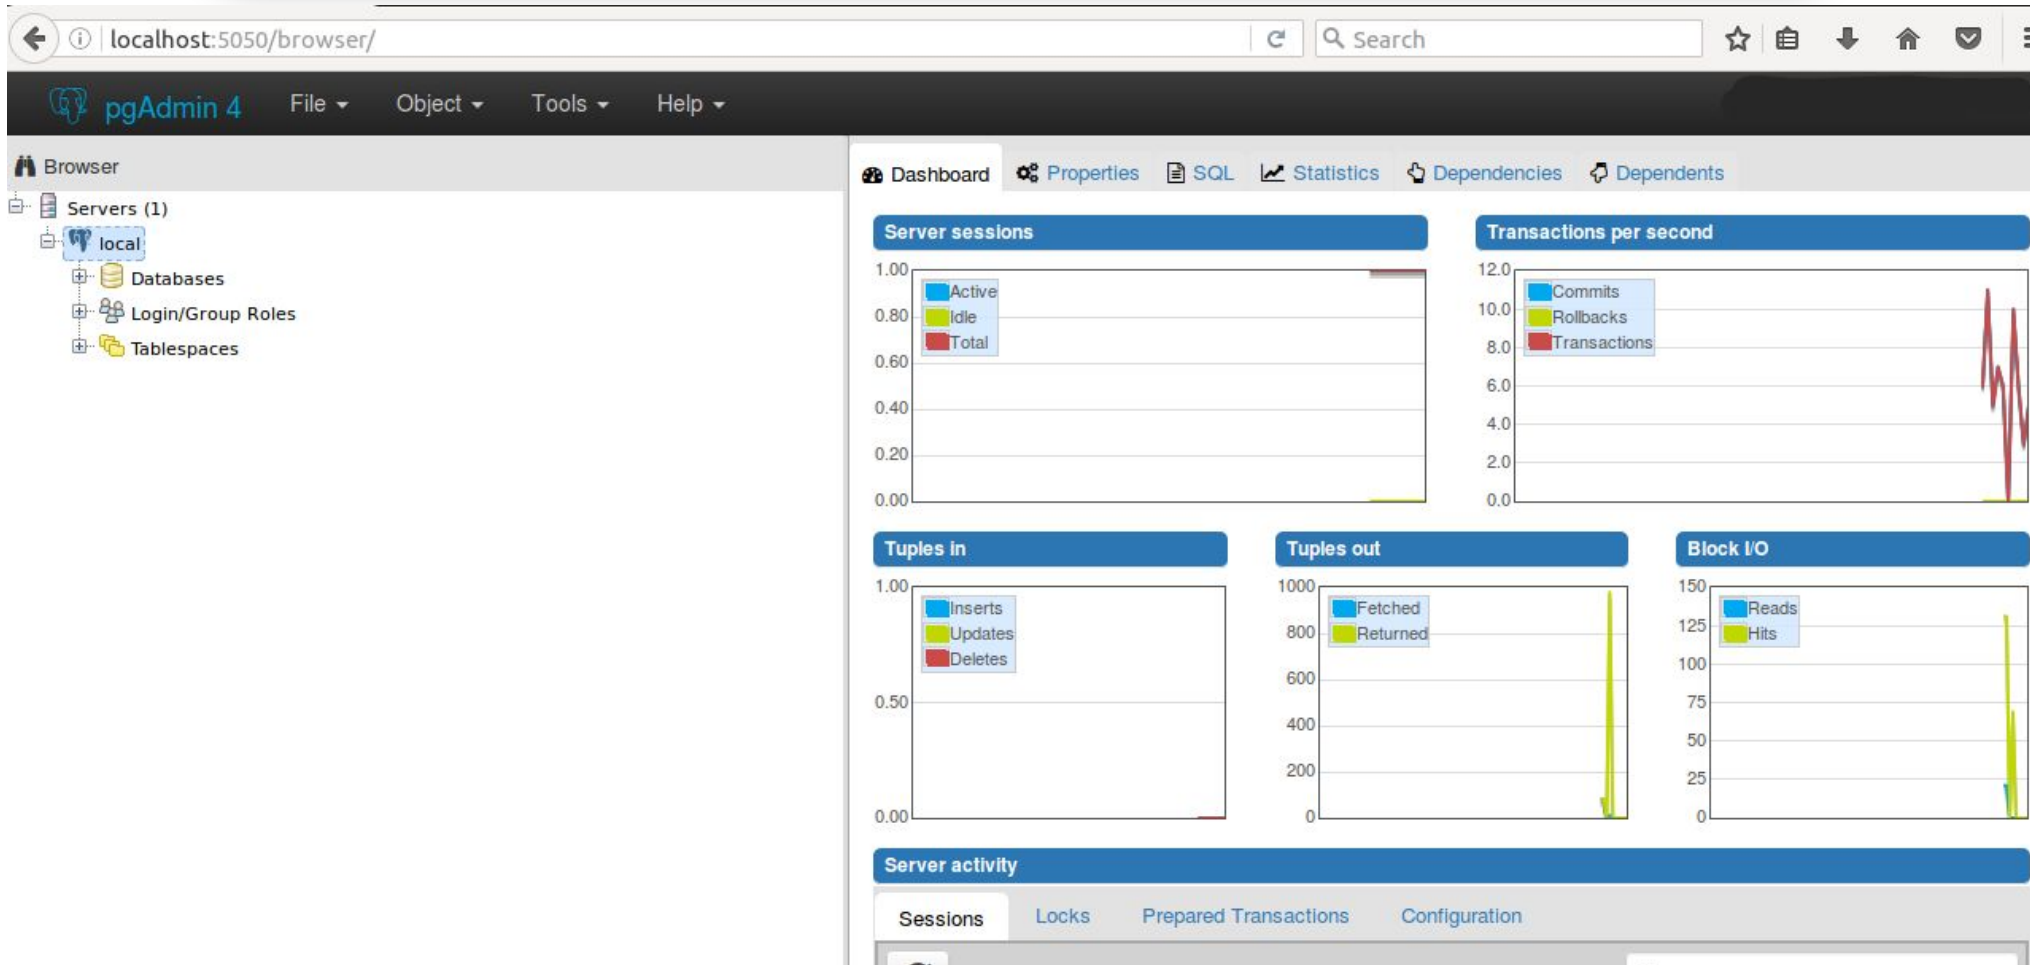 localhost:5050/browser/
Search
pgAdmin 4 File Object Tools Help
Browser
Servers (1)
local
Databases
Login/Group Roles
Tablespaces
Dashboard Properties SQL Statistics Dependencies Dependents
Server sessions
1.00
0.80
0.60
0.40
0.20
0.00
Active
Idle
Total
Transactions per second
12.0
10.0
8.0
6.0
4.0
2.0
0.0
Commits
Rollbacks
Transactions
Tuples in
1.00
0.50
0.00
Inserts
Updates
Deletes
Tuples out
1000
800
600
400
200
0
Fetched
Returned
Block I/O
150
125
100
75
50
25
0
Reads
Hits
Server activity
Sessions Locks Prepared Transactions Configuration